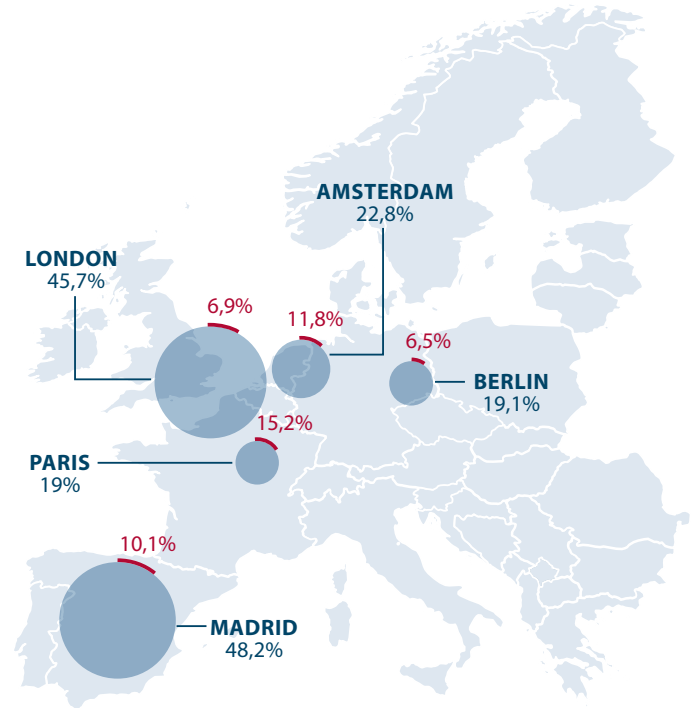 AMSTERDAM
22,8%
LONDON
45,7%
6,9%
11,8%
6,5%
BERLIN
19,1%
15,2%
PARIS
19%
10,1%
MADRID
48,2%